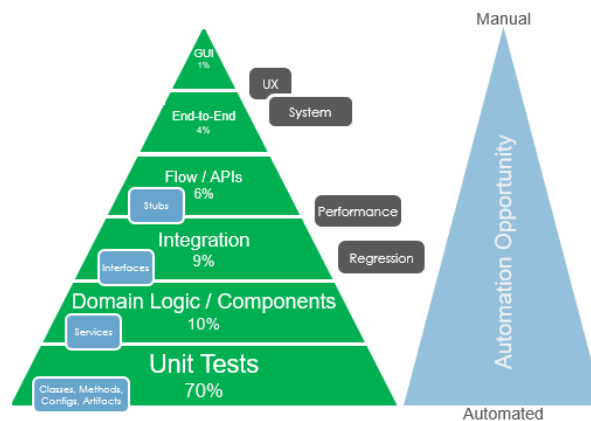 Manual
GUI
1%
UX
End-to-End
4%
System
Flow / APIs
6%
Stubs
Performance
Integration
9%
Interfaces
Regression
Domain Logic / Components
10%
Services
Unit Tests
70%
Classes, Methods,
Configs, Artifacts
Automation Opportunity
Automated